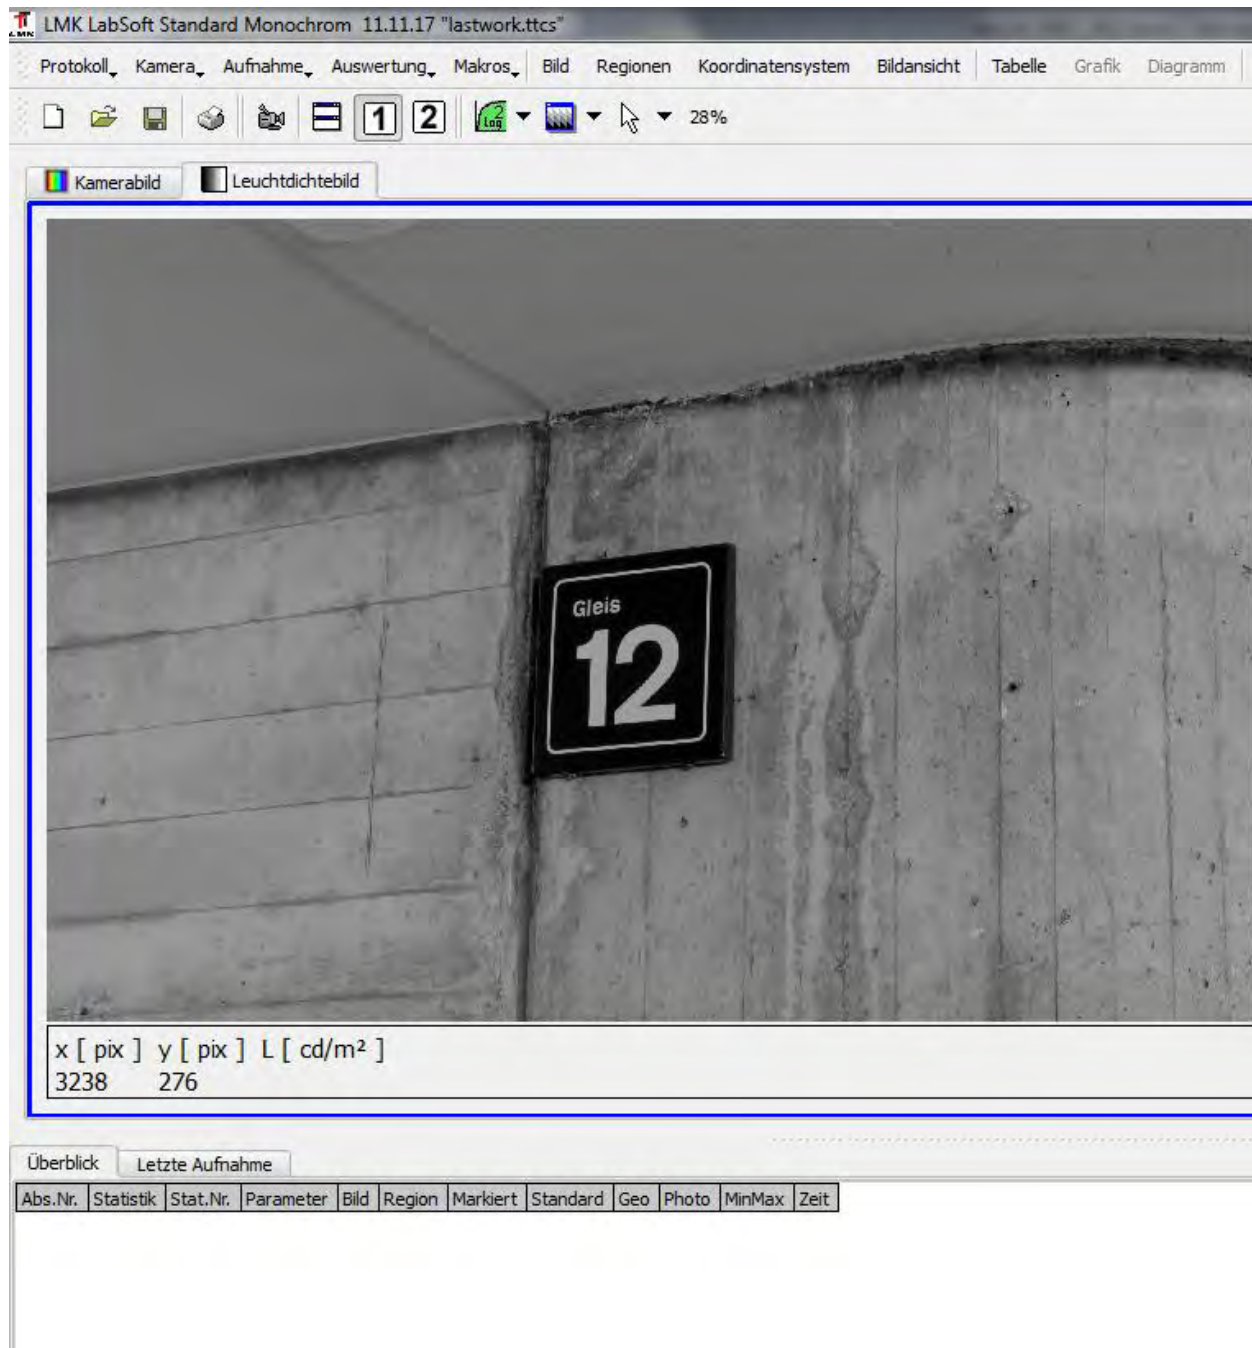 LMK LabSoft Standard Monochrom 11.11.17 "lastwork.ttcs"
Protokoll Kamera Aufnahme Auswertung Makros Bild Regionen Koordinatensystem Bildansicht Tabelle Grafik Diagramm
1 2 Log 2 28%
Kamerabild Leuchtdichtebild
Gleis
12
x [ pix ] y [ pix ] L [ cd/m² ]
3238 276
Überblick Letzte Aufnahme
Abs.Nr. Statistik Stat.Nr. Parameter Bild Region Markiert Standard Geo Photo MinMax Zeit